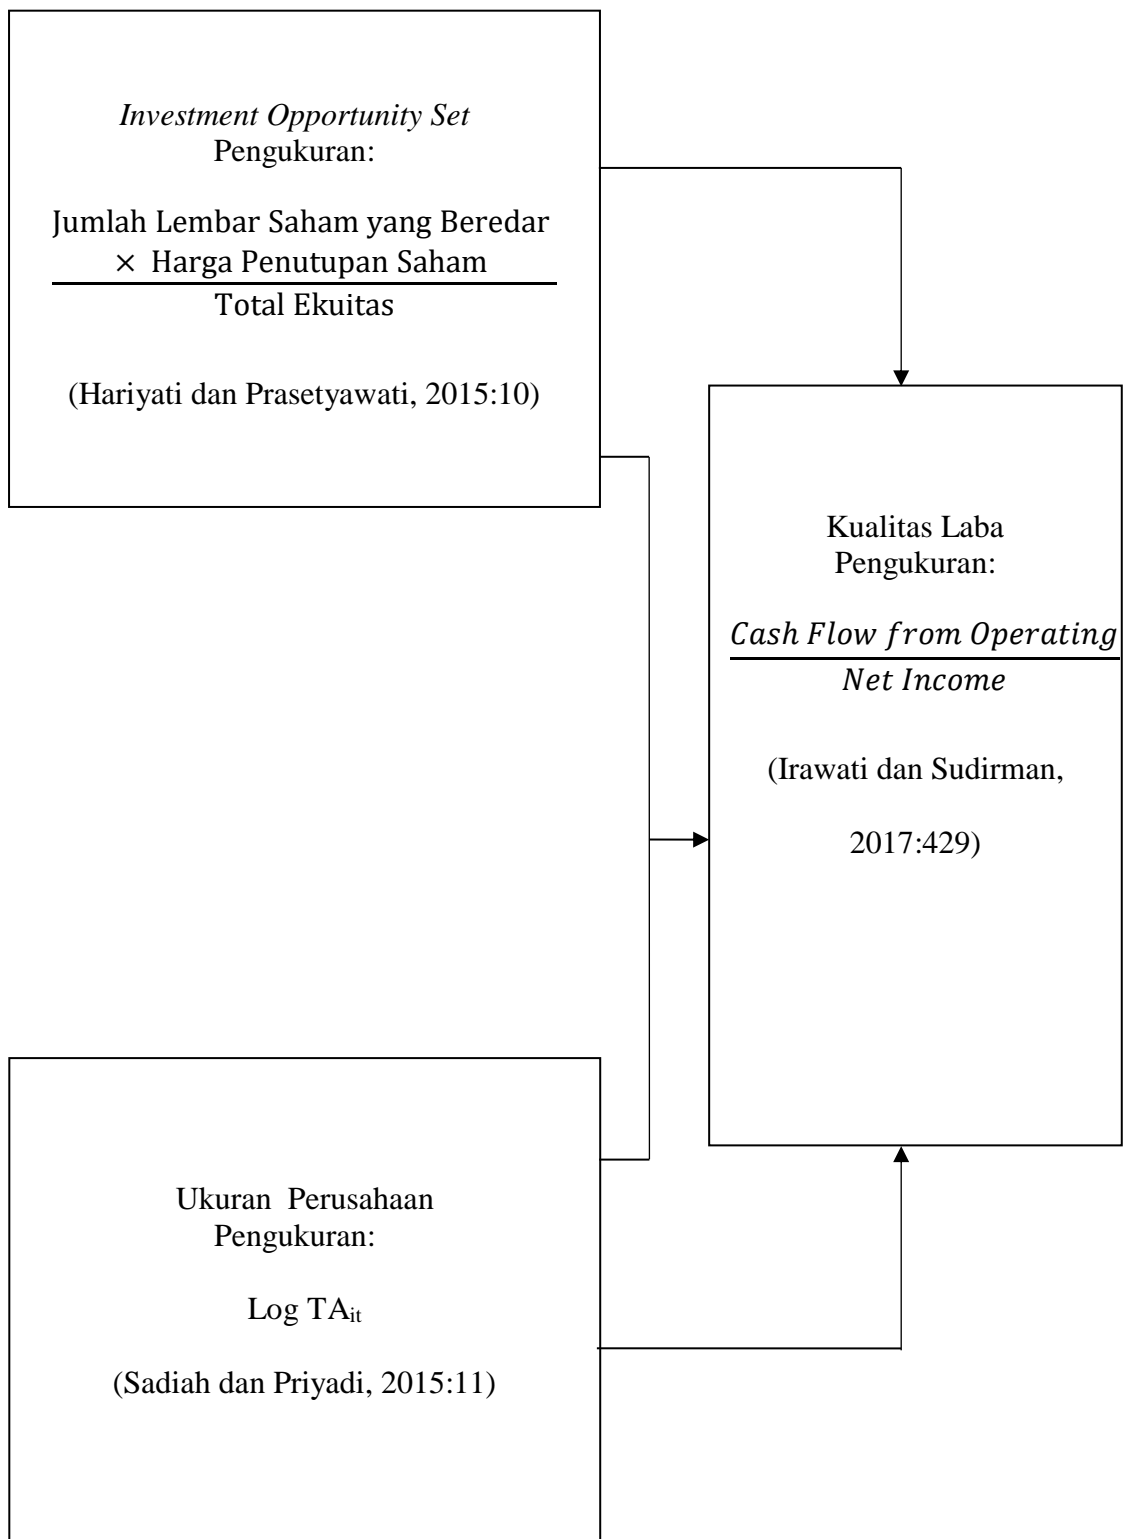 Investment Opportunity Set
Pengukuran:
Jumlah Lembar Saham yang Beredar
× Harga Penutupan Saham
Total Ekuitas
(Hariyati dan Prasetyawati, 2015:10)
Kualitas Laba
Pengukuran:
Cash Flow from Operating
Net Income
(Irawati dan Sudirman,
2017:429)
Ukuran Perusahaan
Pengukuran:
Log TAit
(Sadiah dan Priyadi, 2015:11)